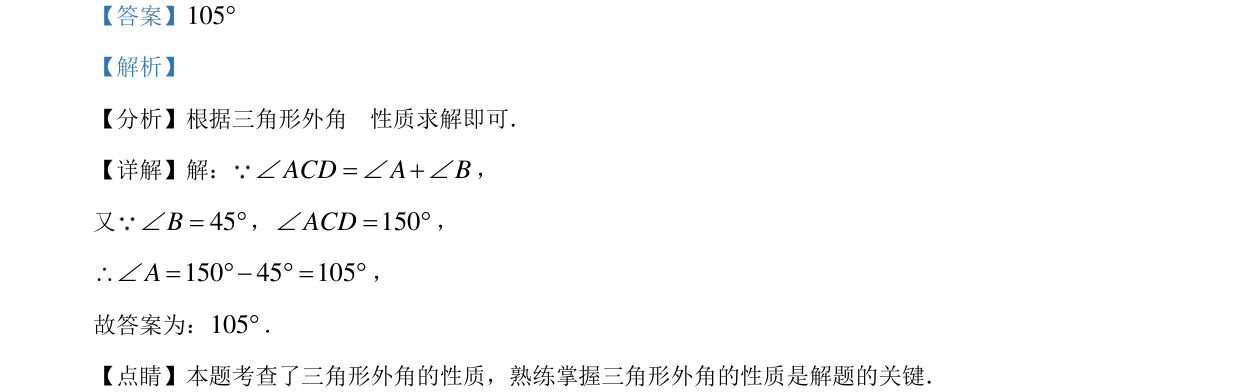 【答案】105°
【解析】
【分析】根据三角形外角 性质求解即可．
【详解】解：∵∠ACD=∠A+∠B，
又∵∠B=45°，∠ACD=150°，
∴∠A=150°−45°=105°，
故答案为：105°．
【点睛】本题考查了三角形外角的性质，熟练掌握三角形外角的性质是解题的关键．